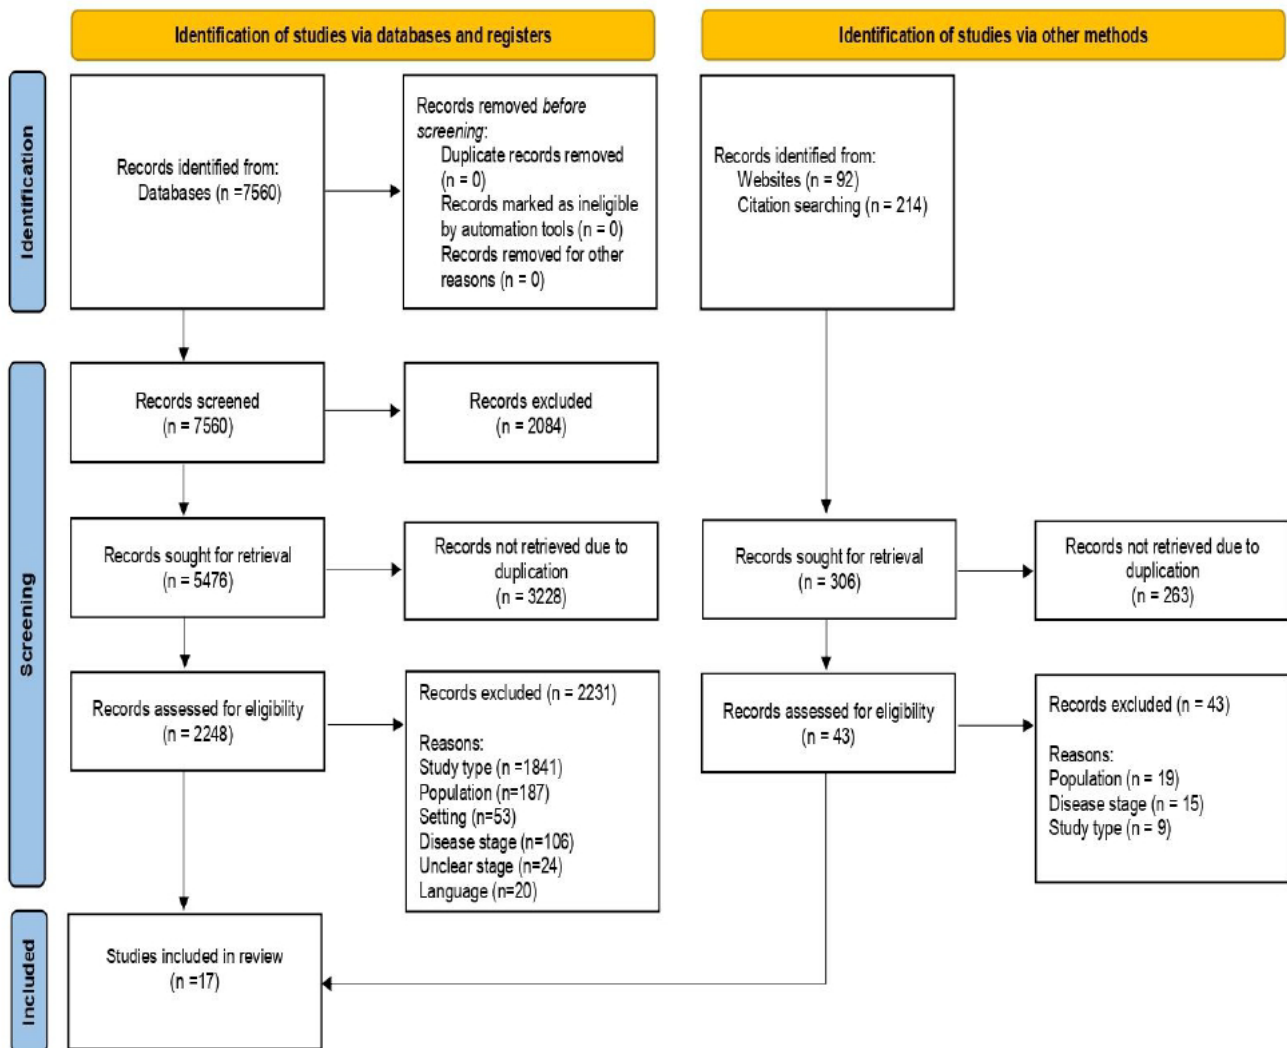 Identification of studies via databases and registers
Identification of studies via other methods
Identification
Records identified from:
Databases (n =7560)
Records removed before
screening:
Duplicate records removed
(n = 0)
Records marked as ineligible
by automation tools (n = 0)
Records removed for other
reasons (n = 0)
Records identified from:
Websites (n = 92)
Citation searching (n = 214)
Screening
Records screened
(n = 7560)
Records excluded
(n = 2084)
Records sought for retrieval
(n = 5476)
Records not retrieved due to
duplication
(n = 3228)
Records sought for retrieval
(n = 306)
Records not retrieved due to
duplication
(n = 263)
Records assessed for eligibility
(n = 2248)
Records excluded (n = 2231)
Reasons:
Study type (n =1841)
Population (n=187)
Setting (n=53)
Disease stage (n=106)
Unclear stage (n=24)
Language (n=20)
Records assessed for eligibility
(n = 43)
Records excluded (n = 43)
Reasons:
Population (n = 19)
Disease stage (n = 15)
Study type (n = 9)
Included
Studies included in review
(n =17)